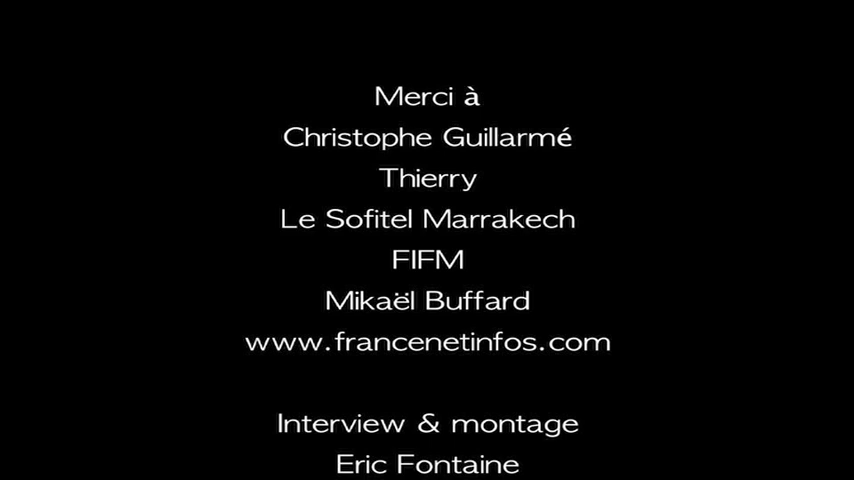 Merci à
Christophe Guillarmé
Thierry
Le Sofitel Marrakech
FIFM
Mikaël Buffard
www.francenetinfos.com
Interview & montage
Eric Fontaine